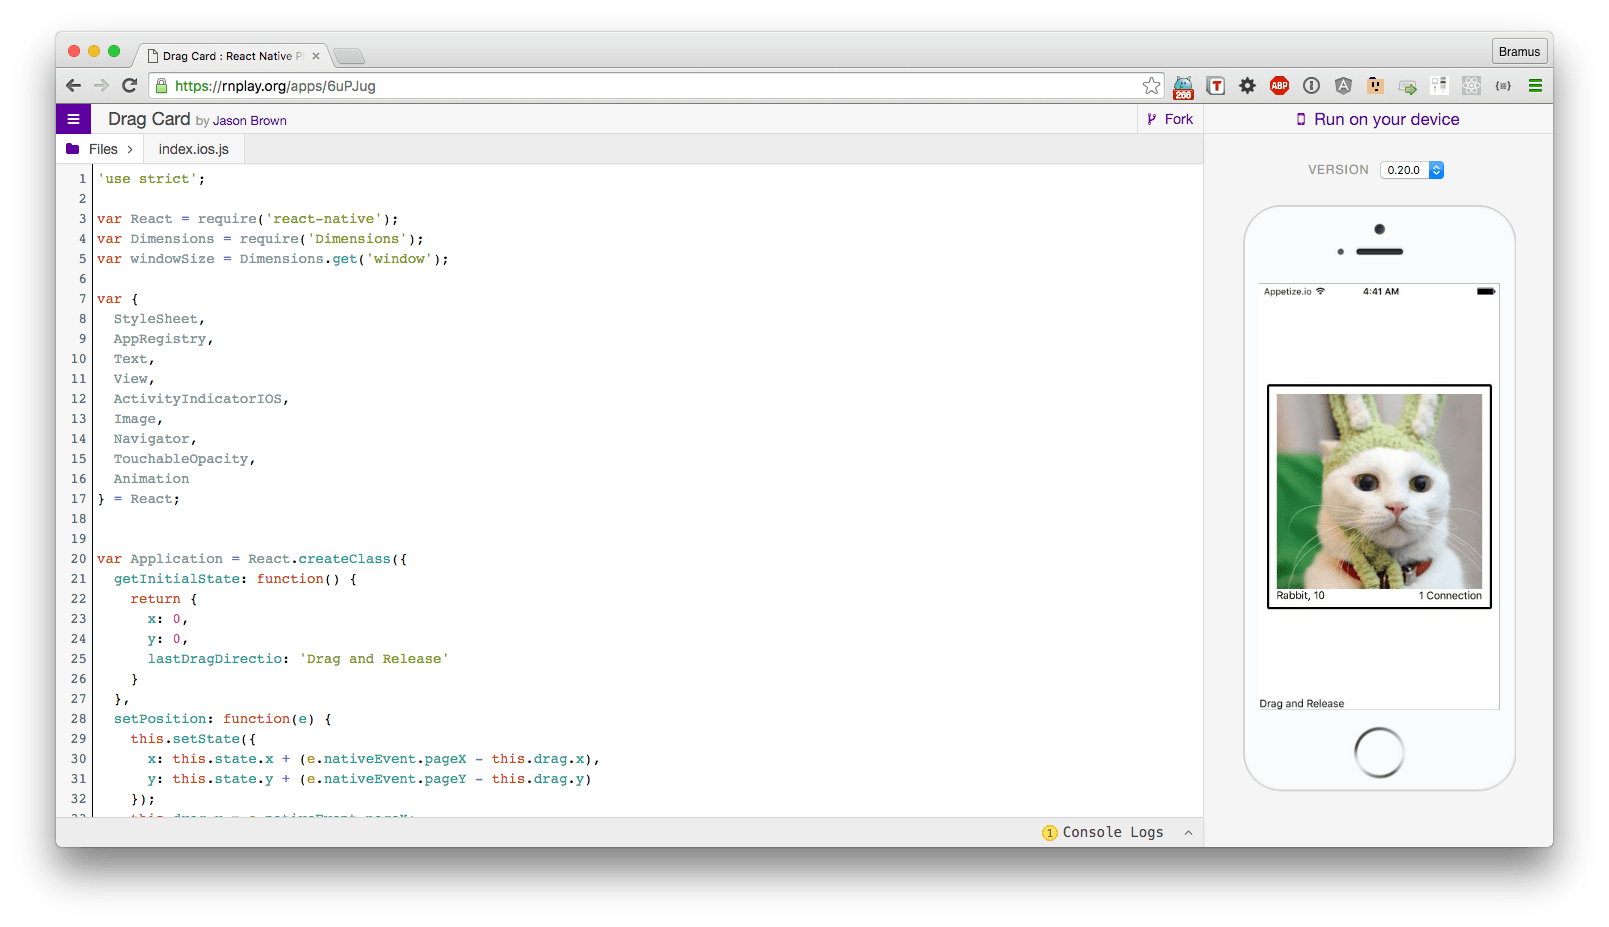 Drag Card : React Native P
Bramus
https://rnplay.org/apps/6uPJug
266
T
ABP
Drag Card by Jason Brown
Fork
Run on your device
Files
index.ios.js
VERSION 0.20.0
1 'use strict';
2
3 var React = require('react-native');
4 var Dimensions = require('Dimensions');
5 var windowSize = Dimensions.get('window');
6
7 var {
8 StyleSheet,
9 AppRegistry,
10 Text,
11 View,
12 ActivityIndicatorIOS,
13 Image,
14 Navigator,
15 TouchableOpacity,
16 Animation
17 } = React;
18
19
20 var Application = React.createClass({
21 getInitialState: function() {
22 return {
23 x: 0,
24 y: 0,
25 lastDragDirectio: 'Drag and Release'
26 }
27 },
28 setPosition: function(e) {
29 this.setState({
30 x: this.state.x + (e.nativeEvent.pageX - this.drag.x),
31 y: this.state.y + (e.nativeEvent.pageY - this.drag.y)
32 });
Appetize.io
4:41 AM
Rabbit, 10
1 Connection
Drag and Release
1 Console Logs